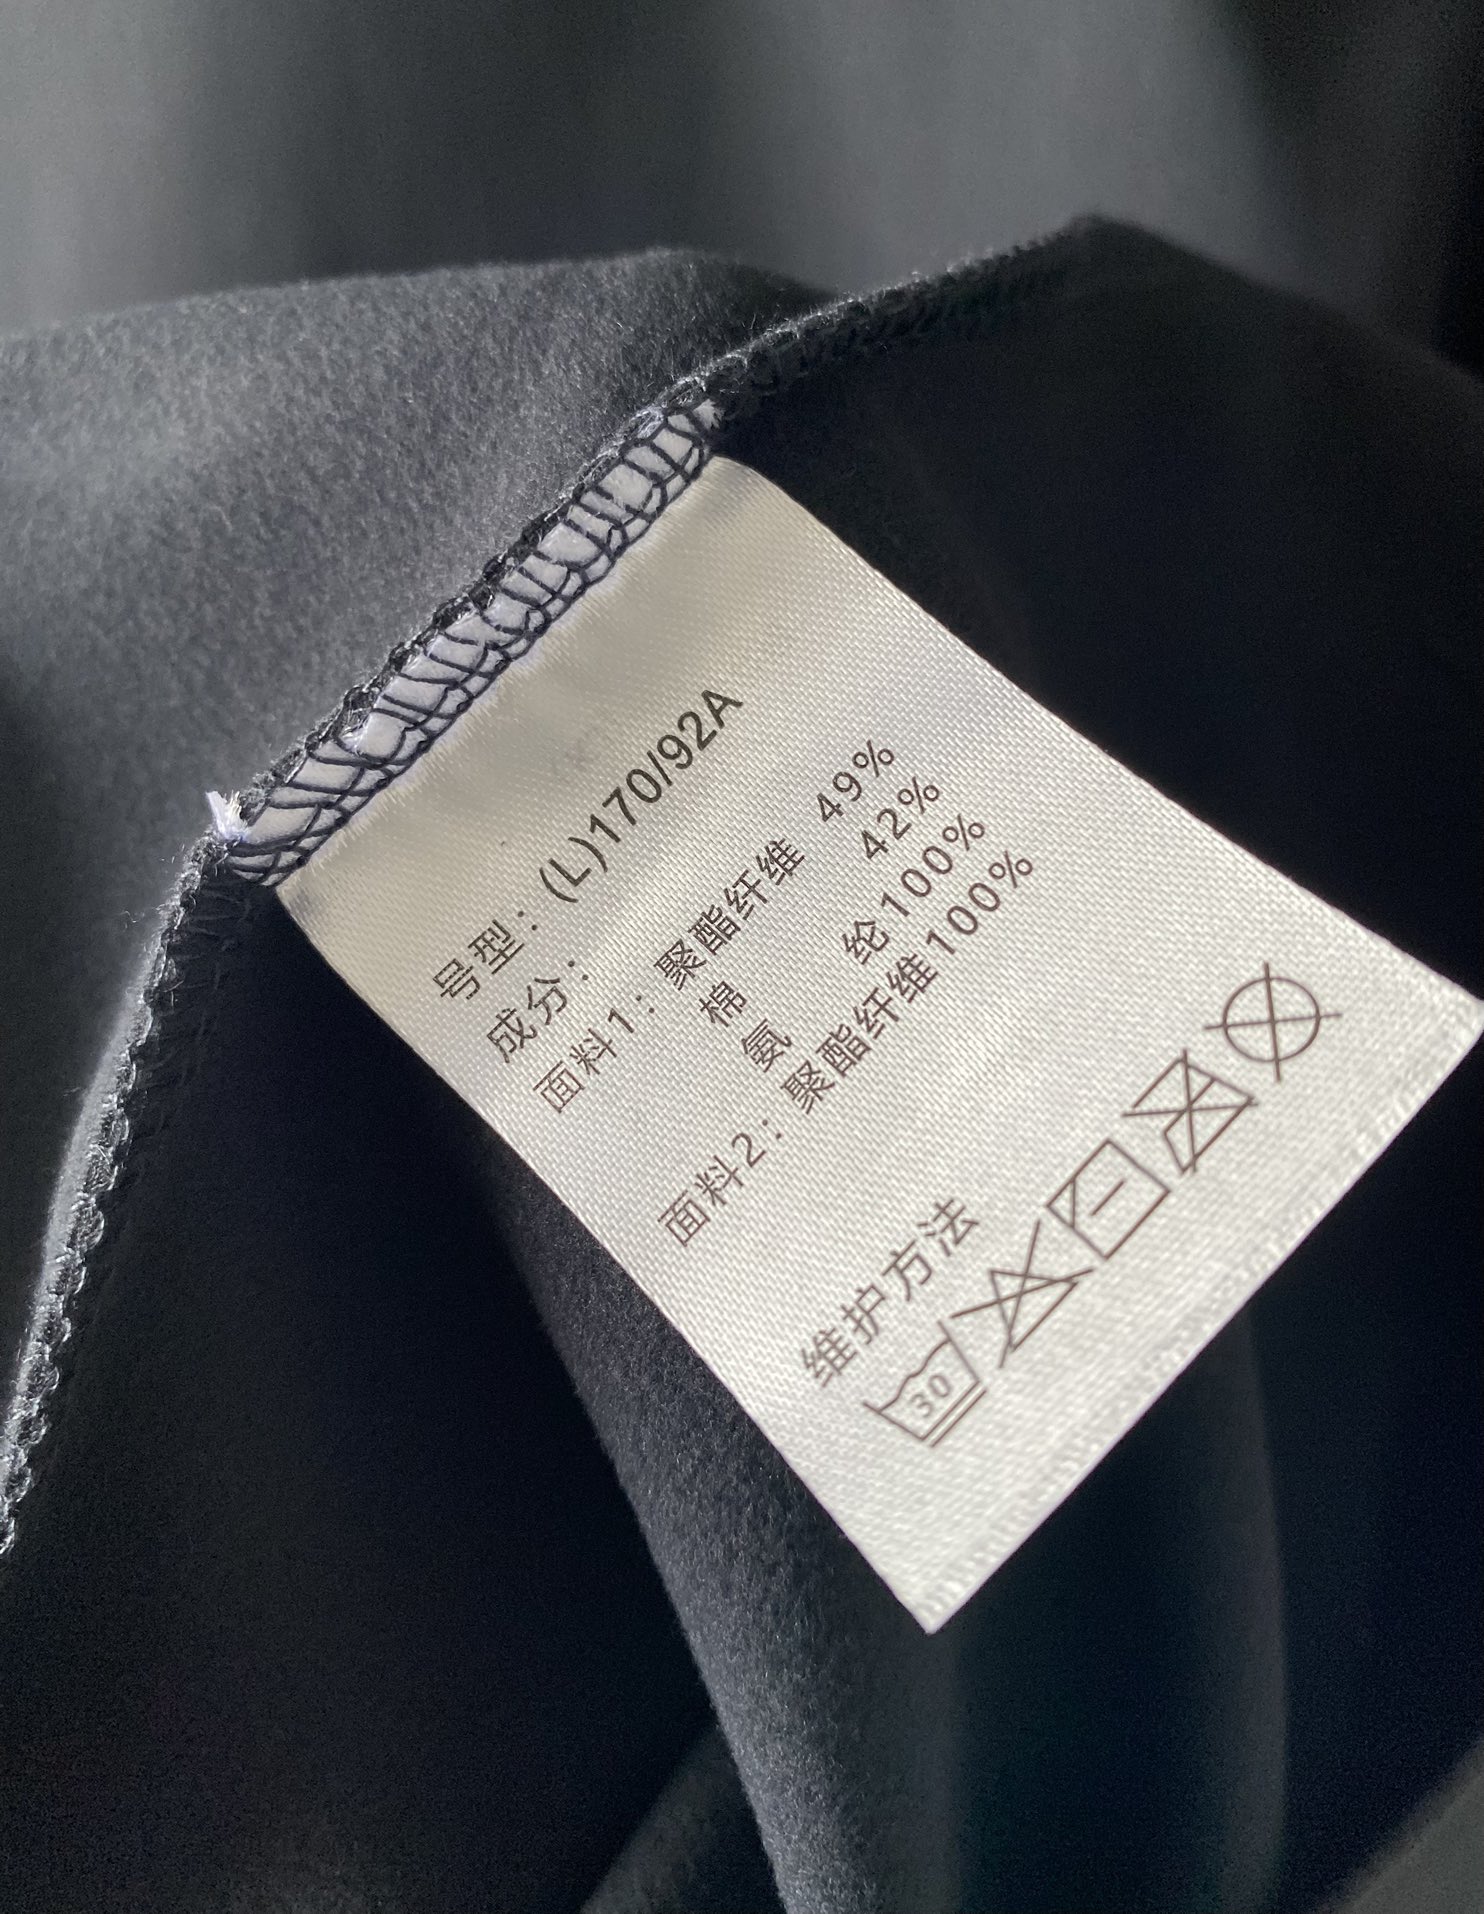 号型：(L)170/92A
成分：
面料1：聚酯纤维 49%
棉 42%
氨 纶100%
面料2：聚酯纤维100%
维护方法
30